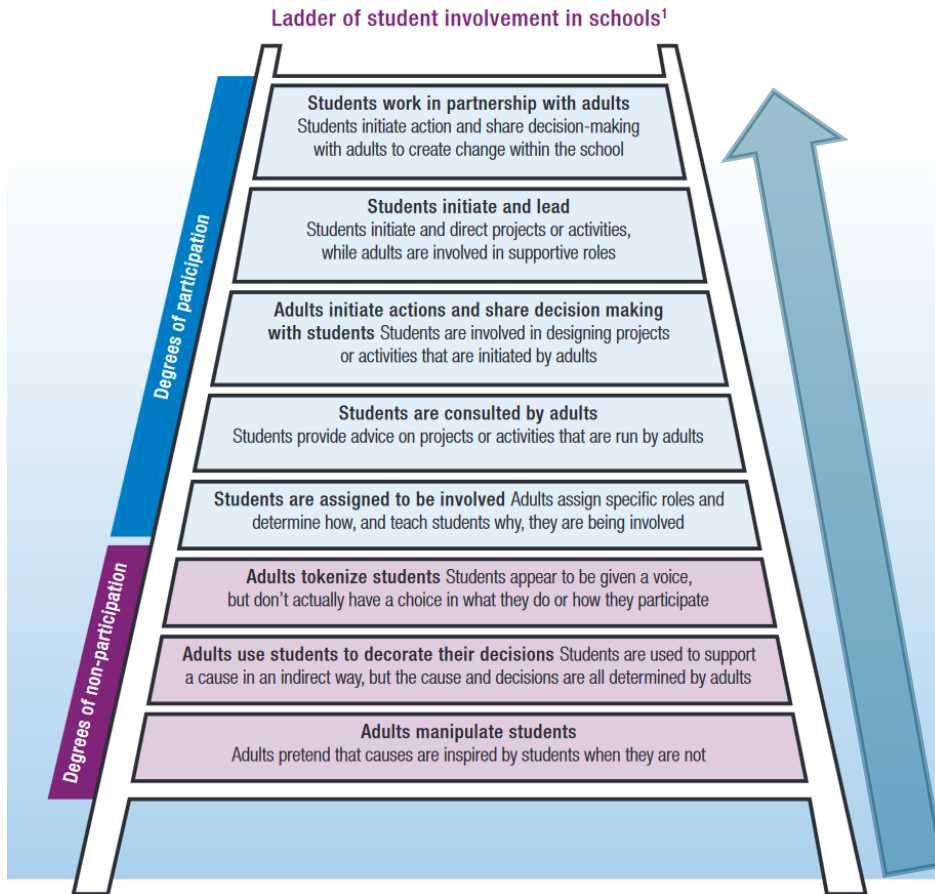 Ladder of student involvement in schools¹
Students work in partnership with adults
Students initiate action and share decision-making
with adults to create change within the school
Students initiate and lead
Students initiate and direct projects or activities,
while adults are involved in supportive roles
Adults initiate actions and share decision making
with students Students are involved in designing projects
or activities that are initiated by adults
Students are consulted by adults
Students provide advice on projects or activities that are run by adults
Students are assigned to be involved Adults assign specific roles and
determine how, and teach students why, they are being involved
Adults tokenize students Students appear to be given a voice,
but don't actually have a choice in what they do or how they participate
Adults use students to decorate their decisions Students are used to support
a cause in an indirect way, but the cause and decisions are all determined by adults
Adults manipulate students
Adults pretend that causes are inspired by students when they are not
Degrees of participation
Degrees of non-participation